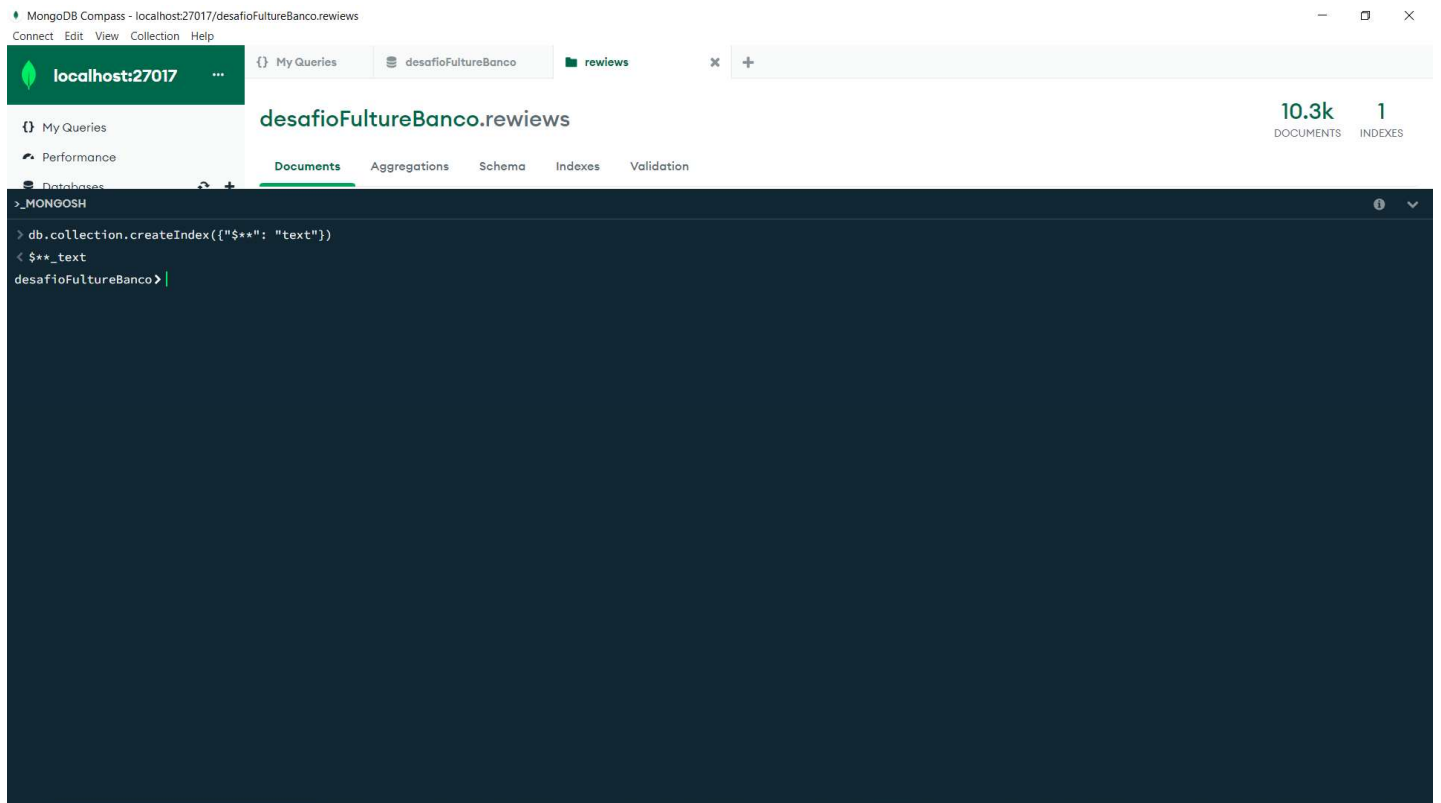 MongoDB Compass - localhost:27017/desafioFultureBanco.rewiews
Connect Edit View Collection Help
localhost:27017 ...
{} My Queries
desafioFultureBanco
rewiews
desafioFultureBanco.rewiews
10.3k
DOCUMENTS
1
INDEXES
{} My Queries
Performance
Databases
Documents Aggregations Schema Indexes Validation
>_MONGOSH
> db.collection.createIndex({"$**": "text"})
< $**_text
desafioFultureBanco>